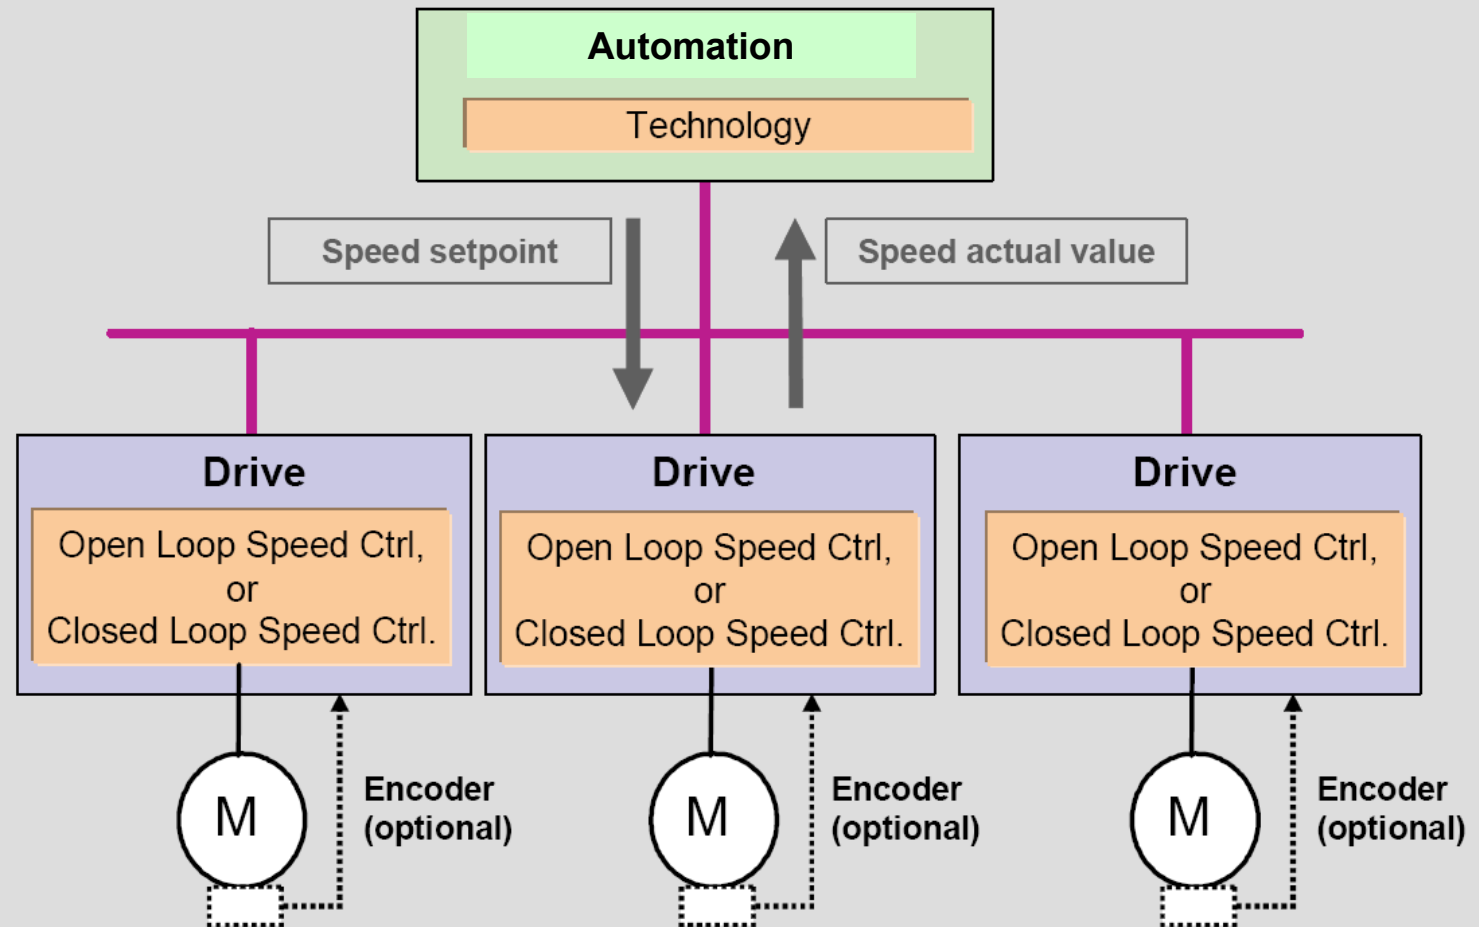 Automation
Technology
Speed setpoint
Speed actual value
Drive
Open Loop Speed Ctrl,
or
Closed Loop Speed Ctrl.
Drive
Open Loop Speed Ctrl,
or
Closed Loop Speed Ctrl.
Drive
Open Loop Speed Ctrl,
or
Closed Loop Speed Ctrl.
M
Encoder
(optional)
M
Encoder
(optional)
M
Encoder
(optional)